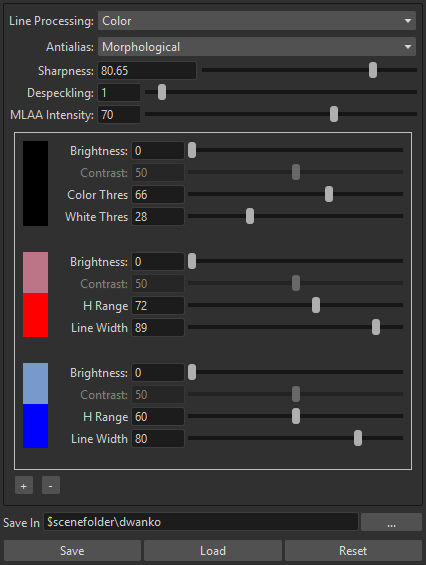 Line Processing: Color
Antialias: Morphological
Sharpness: 80.65
Despeckling: 1
MLAA Intensity: 70
Brightness: 0
Contrast: 50
Color Thres 66
White Thres 28
Brightness: 0
Contrast: 50
H Range 72
Line Width 89
Brightness: 0
Contrast: 50
H Range 60
Line Width 80
+ -
Save In $scenefolder\dwanko ...
Save Load Reset